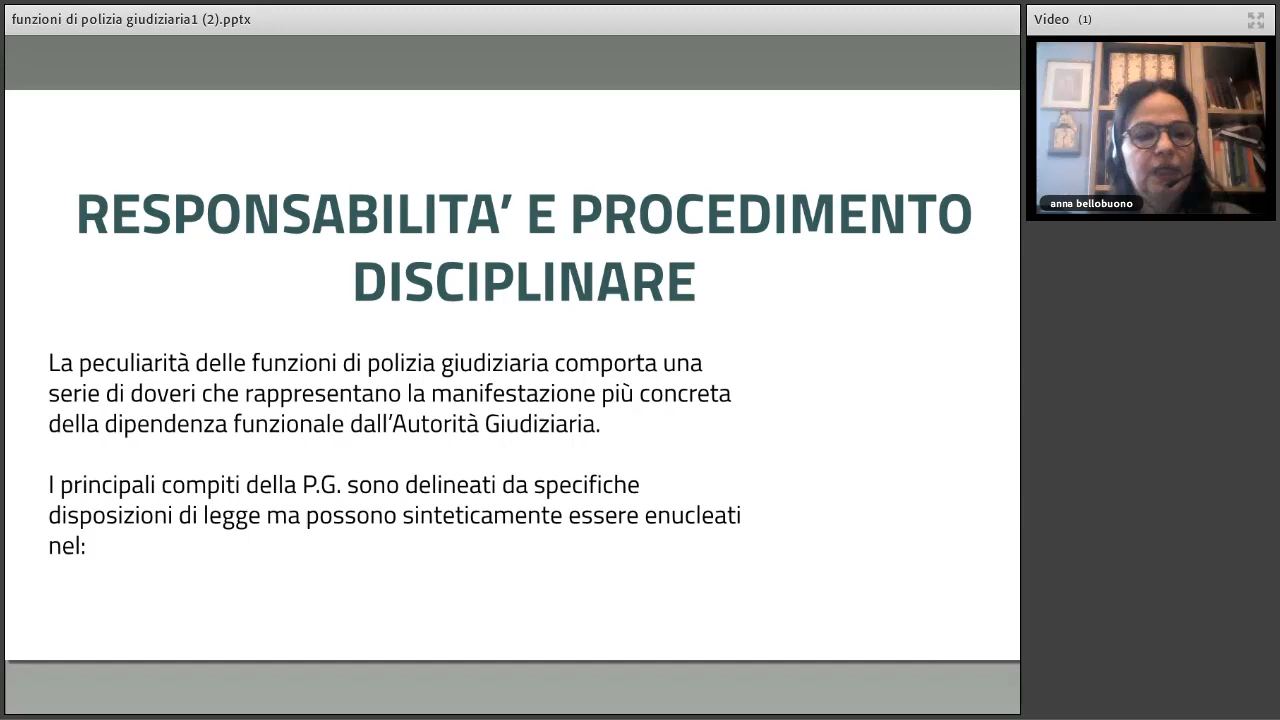 funzioni di polizia giudiziaria1 (2).pptx
Video (1)
anna bellobuono
RESPONSABILITA’ E PROCEDIMENTO
DISCIPLINARE
La peculiarità delle funzioni di polizia giudiziaria comporta una
serie di doveri che rappresentano la manifestazione più concreta
della dipendenza funzionale dall’Autorità Giudiziaria.
I principali compiti della P.G. sono delineati da specifiche
disposizioni di legge ma possono sinteticamente essere enucleati
nel: